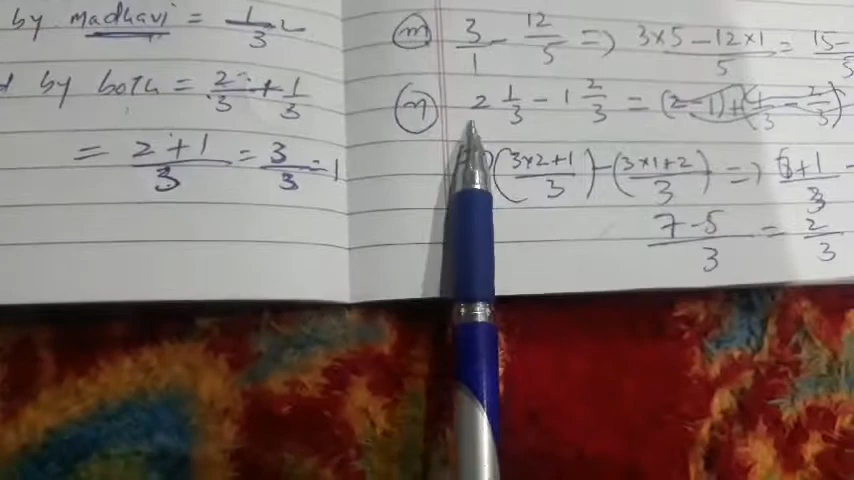 by madhavi = 1/3
by both = 2/3 + 1/3
= 2+1/3 = 3/3 = 1
(m) 3/1 - 12/5 => 3×5-12×1/5 = 15-
(n) 2 1/3 - 1 2/3 =
(3×2+1/3) - (3×1+2/3) =>
7-5/3 = 2/3